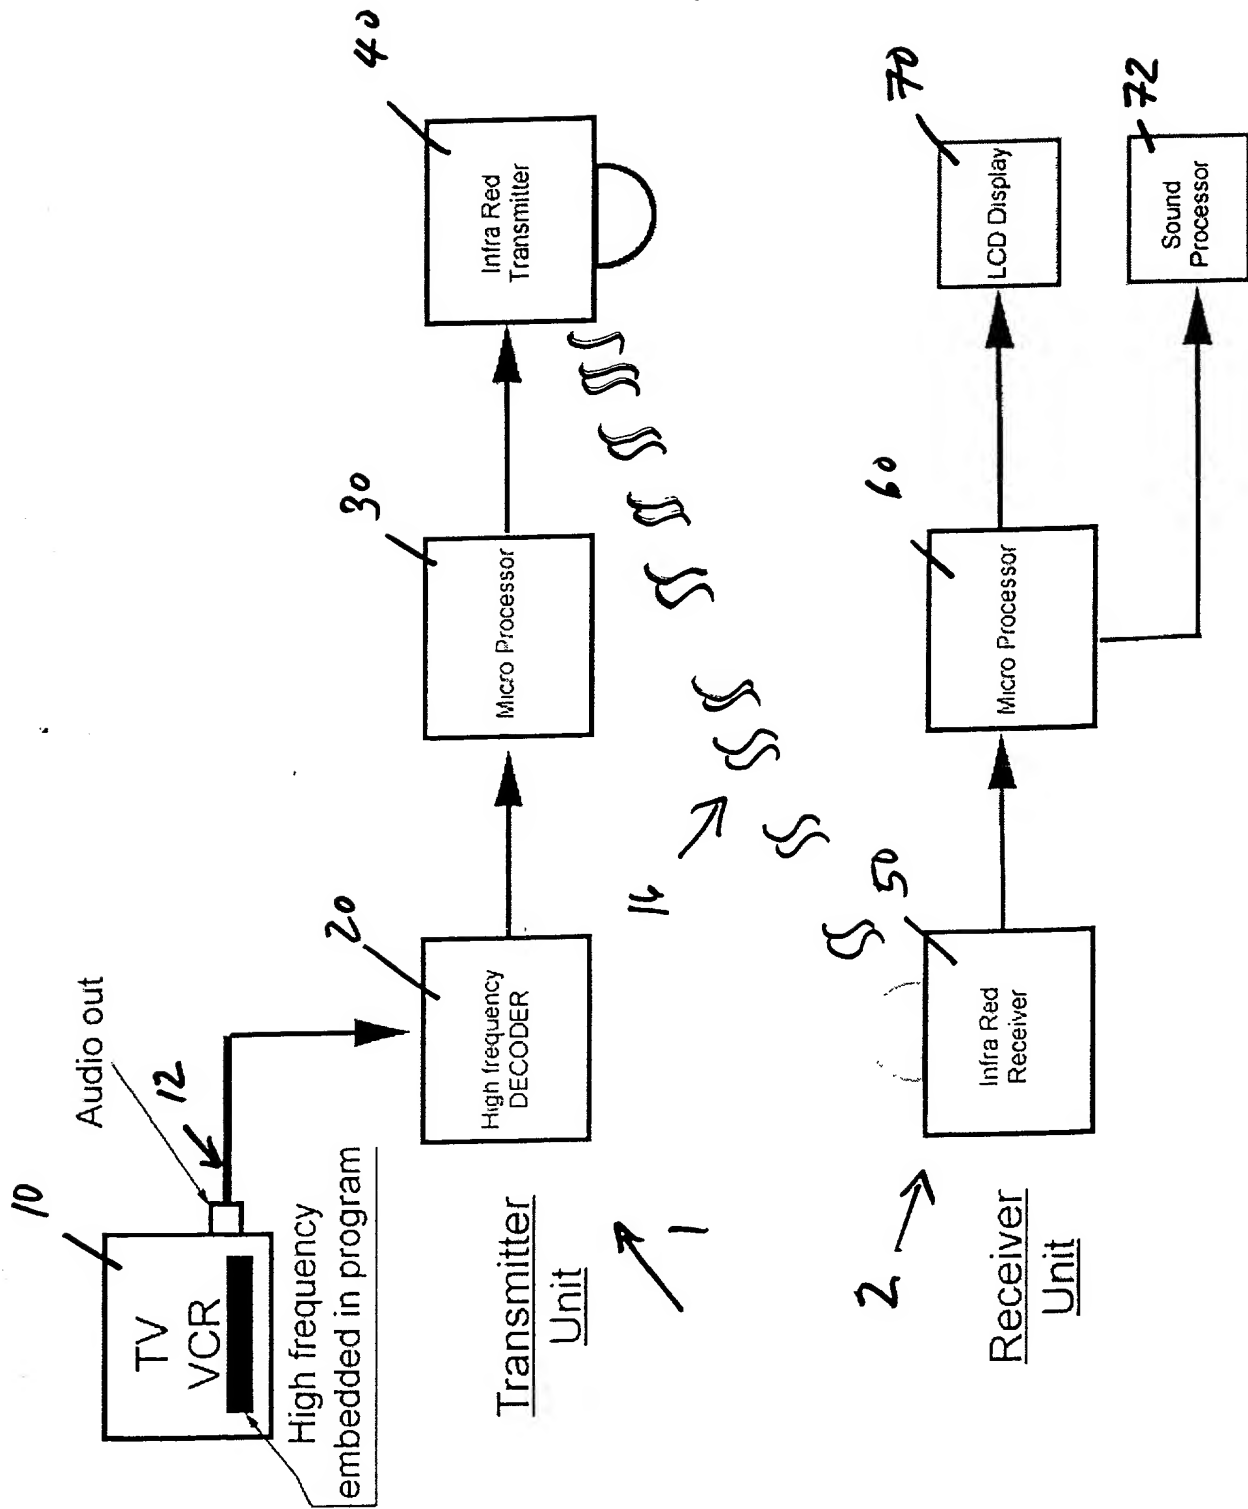 10
TV
VCR
High frequency
embedded in program
Audio out
12
Transmitter
Unit
1
20
High frequency
DECODER
30
Micro Processor
40
Infra Red
Transmitter
16
2
Receiver
Unit
50
Infra Red
Receiver
60
Micro Processor
70
LCD Display
72
Sound
Processor